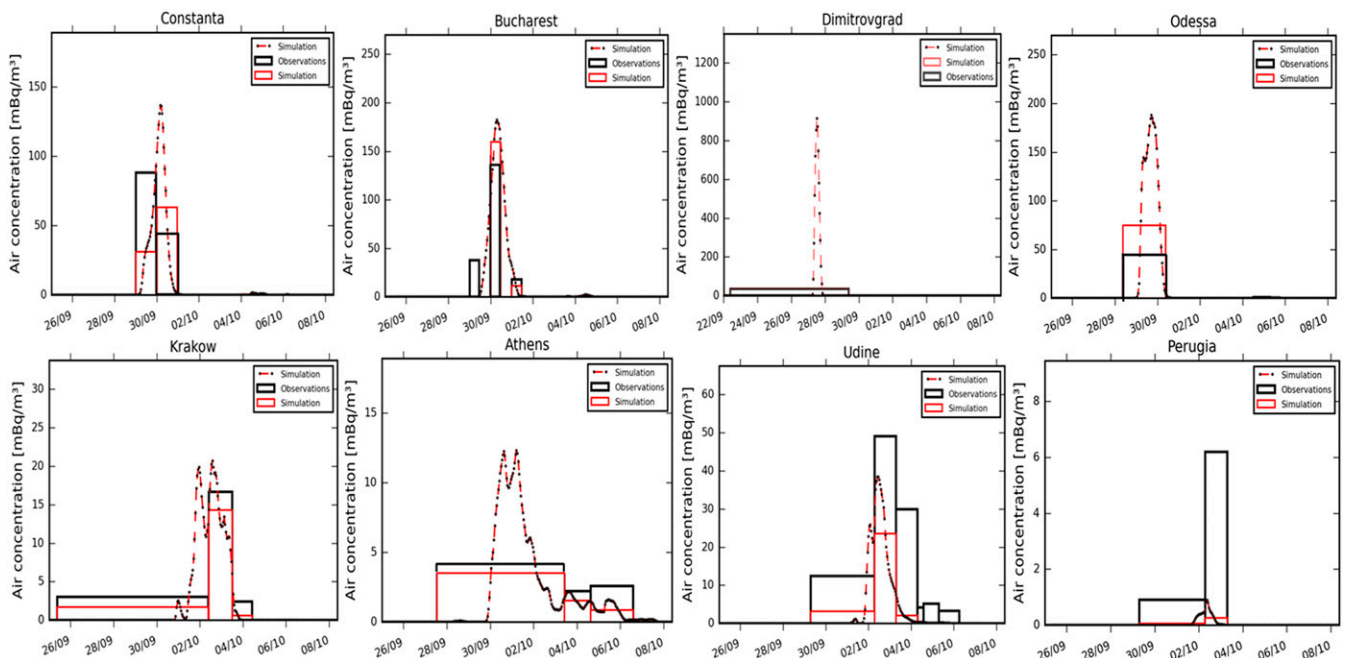 Constanta
Air concentration [mBq/m³]
150
100
50
0
Simulation
Observations
Simulation
26/09 28/09 30/09 02/10 04/10 06/10 08/10
Bucharest
Air concentration [mBq/m³]
250
200
150
100
50
0
Simulation
Observations
Simulation
26/09 28/09 30/09 02/10 04/10 06/10 08/10
Dimitrovgrad
Air concentration [mBq/m³]
1200
1000
800
600
400
200
0
Simulation
Simulation
Observations
22/09 24/09 26/09 28/09 30/09 02/10 04/10 06/10 08/10
Odessa
Air concentration [mBq/m³]
250
200
150
100
50
0
Simulation
Observations
Simulation
26/09 28/09 30/09 02/10 04/10 06/10 08/10
Krakow
Air concentration [mBq/m³]
30
25
20
15
10
5
0
Simulation
Observations
Simulation
26/09 28/09 30/09 02/10 04/10 06/10 08/10
Athens
Air concentration [mBq/m³]
15
10
5
0
Simulation
Observations
Simulation
26/09 28/09 30/09 02/10 04/10 06/10 08/10
Udine
Air concentration [mBq/m³]
60
50
40
30
20
10
0
Simulation
Observations
Simulation
26/09 28/09 30/09 02/10 04/10 06/10 08/10
Perugia
Air concentration [mBq/m³]
8
6
4
2
0
Simulation
Observations
Simulation
26/09 28/09 30/09 02/10 04/10 06/10 08/10